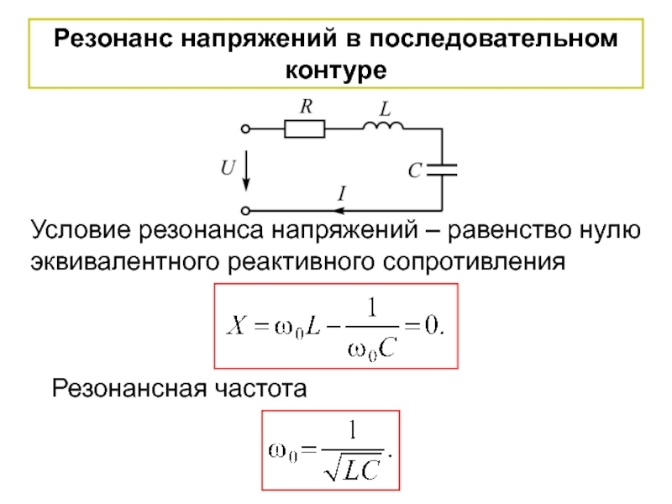 Резонанс напряжений в последовательном
контуре
R
L
U
C
I
Условие резонанса напряжений – равенство нулю
эквивалентного реактивного сопротивления
X = ω₀L − 1/(ω₀C) = 0.
Резонансная частота
ω₀ = 1/√(LC).